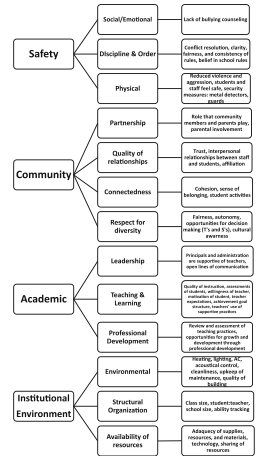 Social/Emotional
Lack of bullying counseling
Safety
Discipline & Order
Conflict resolution, clarity,
fairness, and consistency of
rules, belief in school rules
Physical
Reduced violence and
aggression, students and
staff feel safe, security
measures: metal detectors,
guards
Partnership
Role that community
members and parents play,
parental involvement
Community
Quality of
relationships
Trust, interpersonal
relationships between staff
and students, affiliation
Connectedness
Cohesion, sense of
belonging, student activities
Respect for
diversity
Fairness, autonomy,
opportunities for decision
making (T's and S's), cultural
awarness
Leadership
Principals and administration
are supportive of teachers,
open lines of communication
Academic
Teaching &
Learning
Quality of instruction, assessments
of students, willingness of teacher,
motivation of student, teacher
expectations, achievement goal
structure, teachers' use of
supportive practices
Professional
Development
Review and assessment of
teaching practices,
opportunities for growth and
development through
professional development
Environmental
Heating, lighting, AC,
acoustical control,
cleanliness, upkeep of
maintenance, quality of
building
Institutional
Environment
Structural
Organization
Class size, student:teacher,
school size, ability tracking
Availability of
resources
Adaquacy of supplies,
resources, and materials,
technology, sharing of
resources